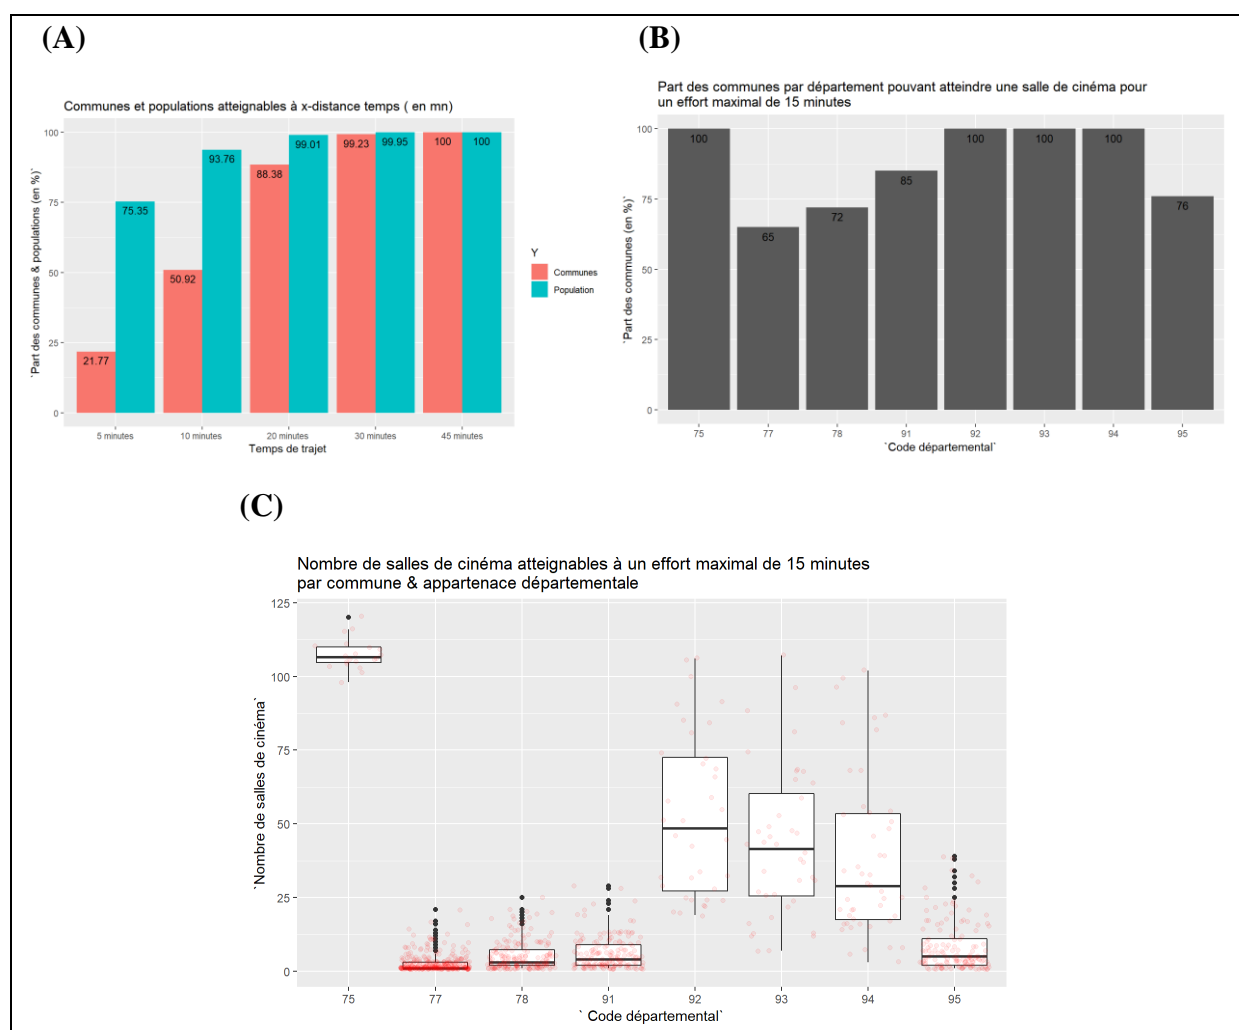 (A)
Communes et populations atteignables à x-distance temps ( en mn)
`Part des communes & populations (en %)`
100
75
50
25
0
21.77
75.35
50.92
93.76
88.38
99.01
99.23
99.95
100
100
5 minutes
10 minutes
20 minutes
30 minutes
45 minutes
Temps de trajet
Y
Communes
Population
(B)
Part des communes par département pouvant atteindre une salle de cinéma pour
un effort maximal de 15 minutes
`Part des communes (en %)`
100
75
50
25
0
100
65
72
85
100
100
100
76
75
77
78
91
92
93
94
95
`Code départemental`
(C)
Nombre de salles de cinéma atteignables à un effort maximal de 15 minutes
par commune & appartenace départementale
`Nombre de salles de cinéma`
125
100
75
50
25
0
75
77
78
91
92
93
94
95
` Code départemental`